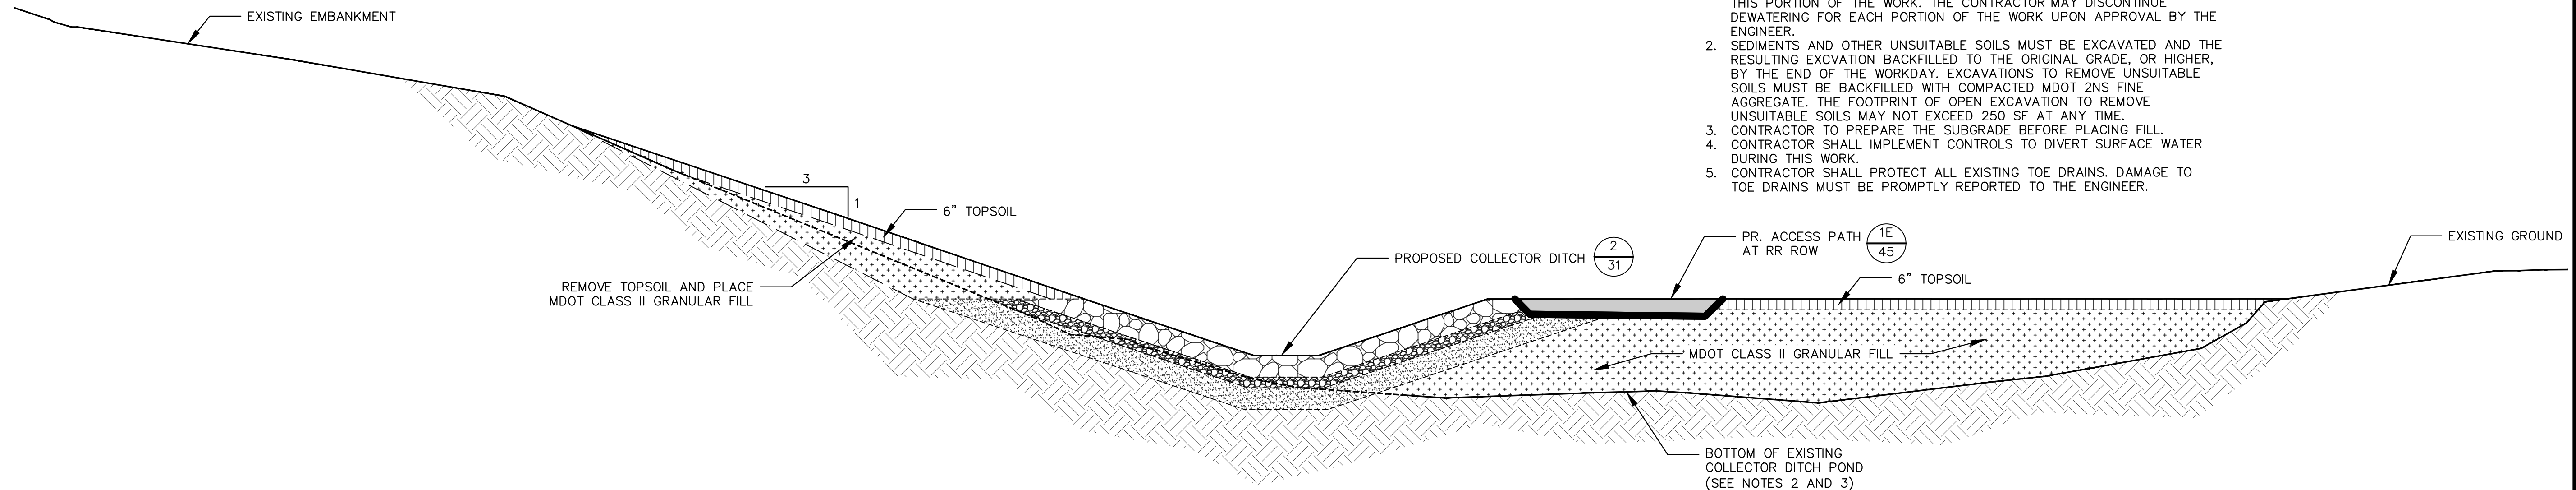 THIS PORTION OF THE WORK. THE CONTRACTOR MAY DISCONTINUE
DEWATERING FOR EACH PORTION OF THE WORK UPON APPROVAL BY THE
ENGINEER.
2. SEDIMENTS AND OTHER UNSUITABLE SOILS MUST BE EXCAVATED AND THE
RESULTING EXCVATION BACKFILLED TO THE ORIGINAL GRADE, OR HIGHER,
BY THE END OF THE WORKDAY. EXCAVATIONS TO REMOVE UNSUITABLE
SOILS MUST BE BACKFILLED WITH COMPACTED MDOT 2NS FINE
AGGREGATE. THE FOOTPRINT OF OPEN EXCAVATION TO REMOVE
UNSUITABLE SOILS MAY NOT EXCEED 250 SF AT ANY TIME.
3. CONTRACTOR TO PREPARE THE SUBGRADE BEFORE PLACING FILL.
4. CONTRACTOR SHALL IMPLEMENT CONTROLS TO DIVERT SURFACE WATER
DURING THIS WORK.
5. CONTRACTOR SHALL PROTECT ALL EXISTING TOE DRAINS. DAMAGE TO
TOE DRAINS MUST BE PROMPTLY REPORTED TO THE ENGINEER.
EXISTING EMBANKMENT
3
1
6" TOPSOIL
REMOVE TOPSOIL AND PLACE
MDOT CLASS II GRANULAR FILL
PROPOSED COLLECTOR DITCH
2
31
PR. ACCESS PATH
AT RR ROW
1E
45
6" TOPSOIL
EXISTING GROUND
MDOT CLASS II GRANULAR FILL
BOTTOM OF EXISTING
COLLECTOR DITCH POND
(SEE NOTES 2 AND 3)